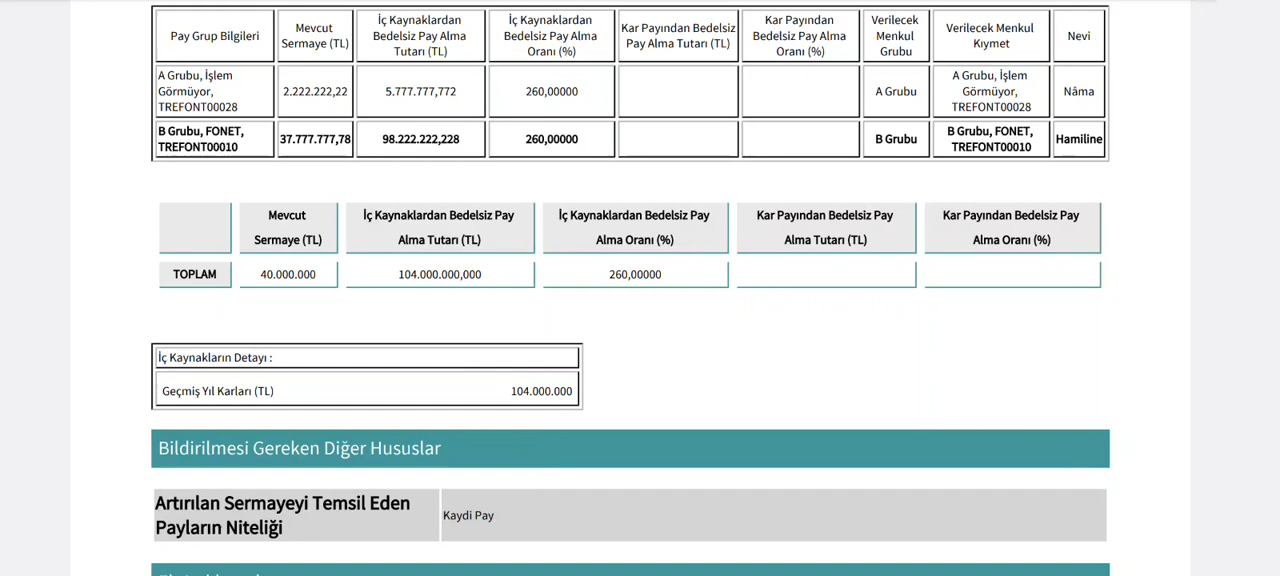 Pay Grup Bilgileri
Mevcut
Sermaye (TL)
İç Kaynaklardan
Bedelsiz Pay Alma
Tutarı (TL)
İç Kaynaklardan
Bedelsiz Pay Alma
Oranı (%)
Kar Payından Bedelsiz
Pay Alma Tutarı (TL)
Kar Payından
Bedelsiz Pay Alma
Oranı (%)
Verilecek
Menkul
Grubu
Verilecek Menkul
Kıymet
Nevi
A Grubu, İşlem
Görmüyor,
TREFONT00028
2.222.222,22
5.777.777,772
260,00000
A Grubu
A Grubu, İşlem
Görmüyor,
TREFONT00028
Nâma
B Grubu, FONET,
TREFONT00010
37.777.777,78
98.222.222,228
260,00000
B Grubu
B Grubu, FONET,
TREFONT00010
Hamiline
Mevcut
Sermaye (TL)
İç Kaynaklardan Bedelsiz Pay
Alma Tutarı (TL)
İç Kaynaklardan Bedelsiz Pay
Alma Oranı (%)
Kar Payından Bedelsiz Pay
Alma Tutarı (TL)
Kar Payından Bedelsiz Pay
Alma Oranı (%)
TOPLAM
40.000.000
104.000.000,000
260,00000
İç Kaynakların Detayı :
Geçmiş Yıl Karları (TL)
104.000.000
Bildirilmesi Gereken Diğer Hususlar
Artırılan Sermayeyi Temsil Eden
Payların Niteliği
Kaydi Pay